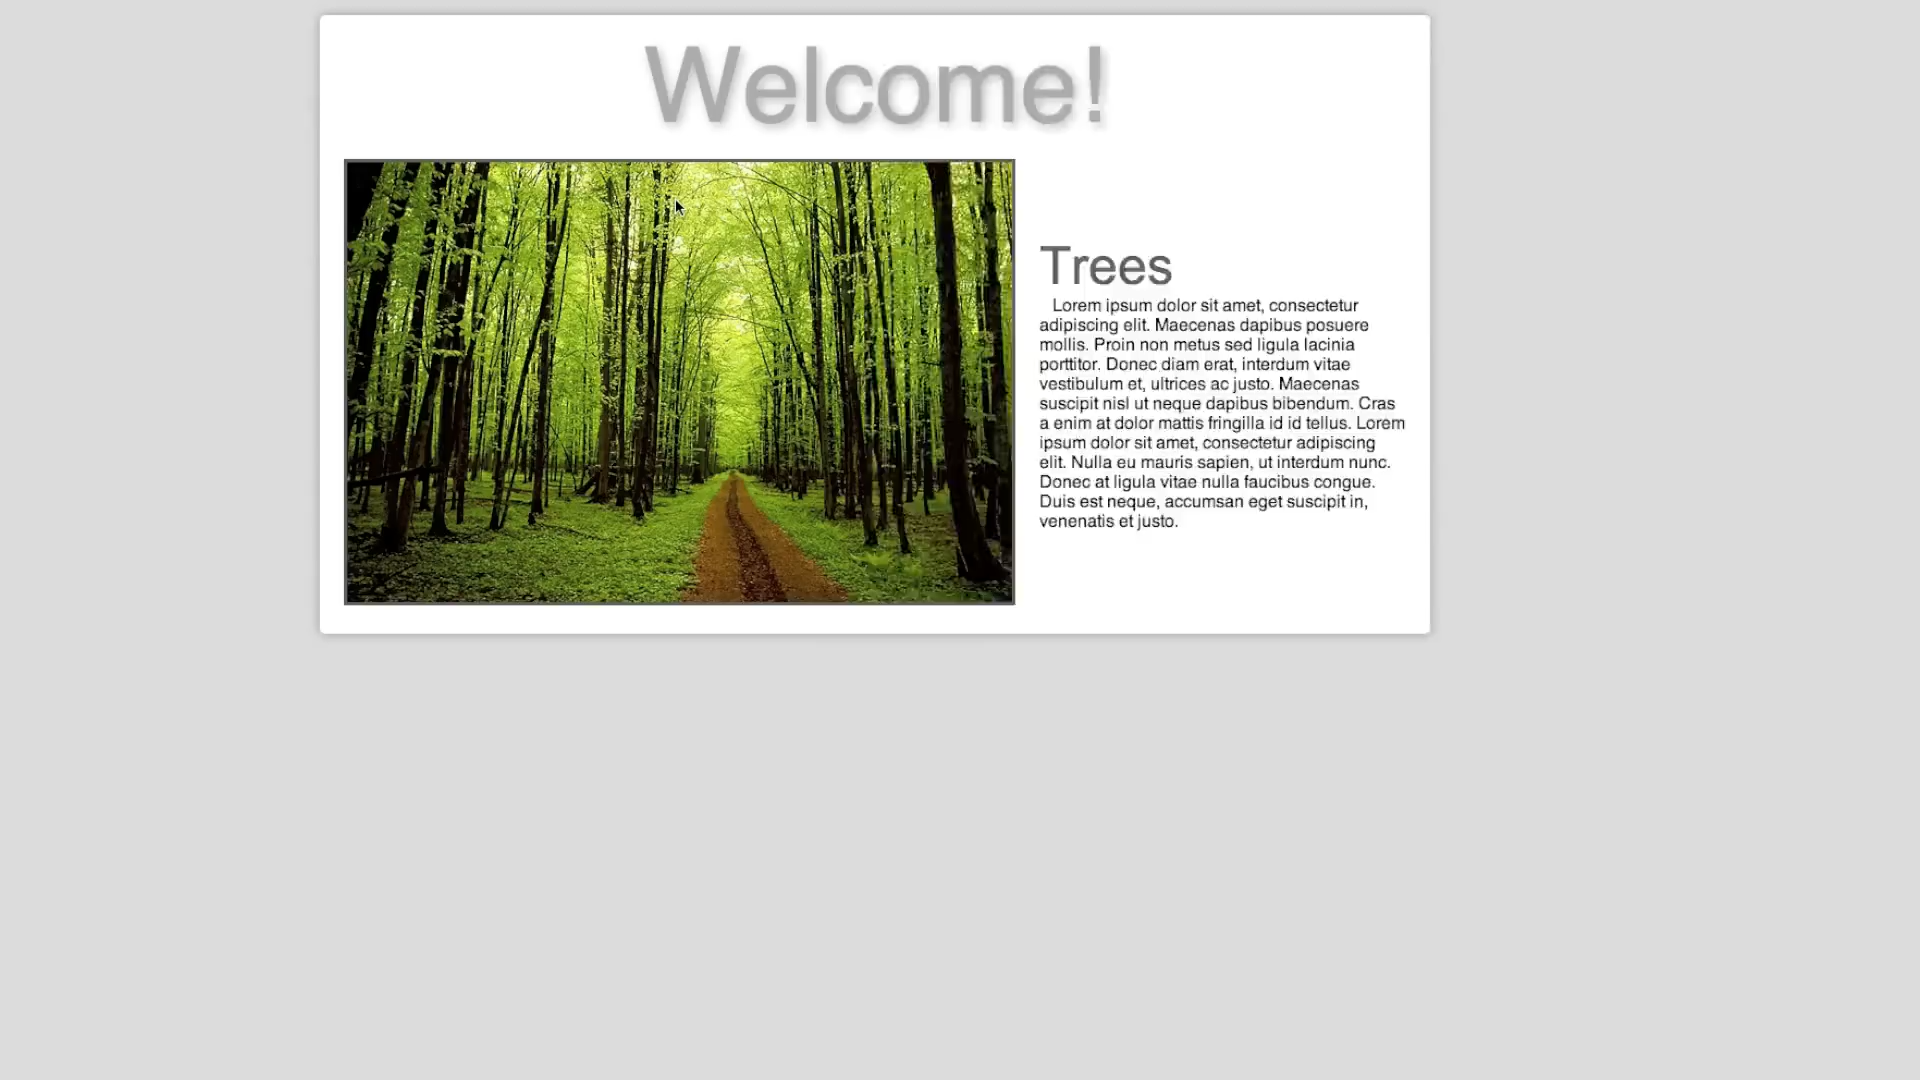 Welcome!
Trees
Lorem ipsum dolor sit amet, consectetur
adipiscing elit. Maecenas dapibus posuere
mollis. Proin non metus sed ligula lacinia
porttitor. Donec diam erat, interdum vitae
vestibulum et, ultrices ac justo. Maecenas
suscipit nisl ut neque dapibus bibendum. Cras
a enim at dolor mattis fringilla id id tellus. Lorem
ipsum dolor sit amet, consectetur adipiscing
elit. Nulla eu mauris sapien, ut interdum nunc.
Donec at ligula vitae nulla faucibus congue.
Duis est neque, accumsan eget suscipit in,
venenatis et justo.